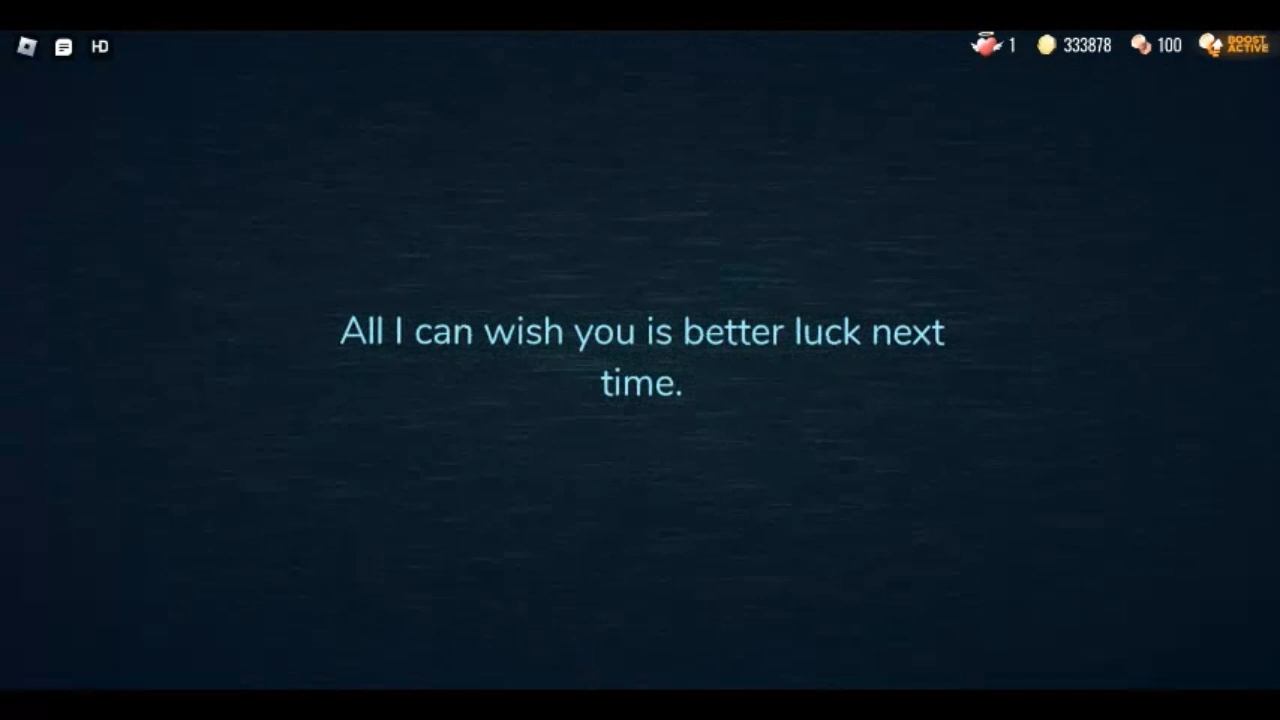 HD
1
333878
100
BOOST
ACTIVE
All I can wish you is better luck next
time.